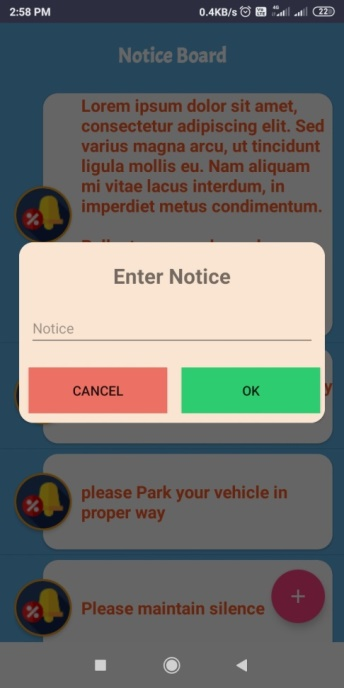 2:58 PM
0.4KB/s
4G
22
Notice Board
Lorem ipsum dolor sit amet,
consectetur adipiscing elit. Sed
varius magna arcu, ut tincidunt
ligula mollis eu. Nam aliquam
mi vitae lacus interdum, in
imperdiet metus condimentum.
Enter Notice
Notice
CANCEL
OK
y
please Park your vehicle in
proper way
Please maintain silence
+